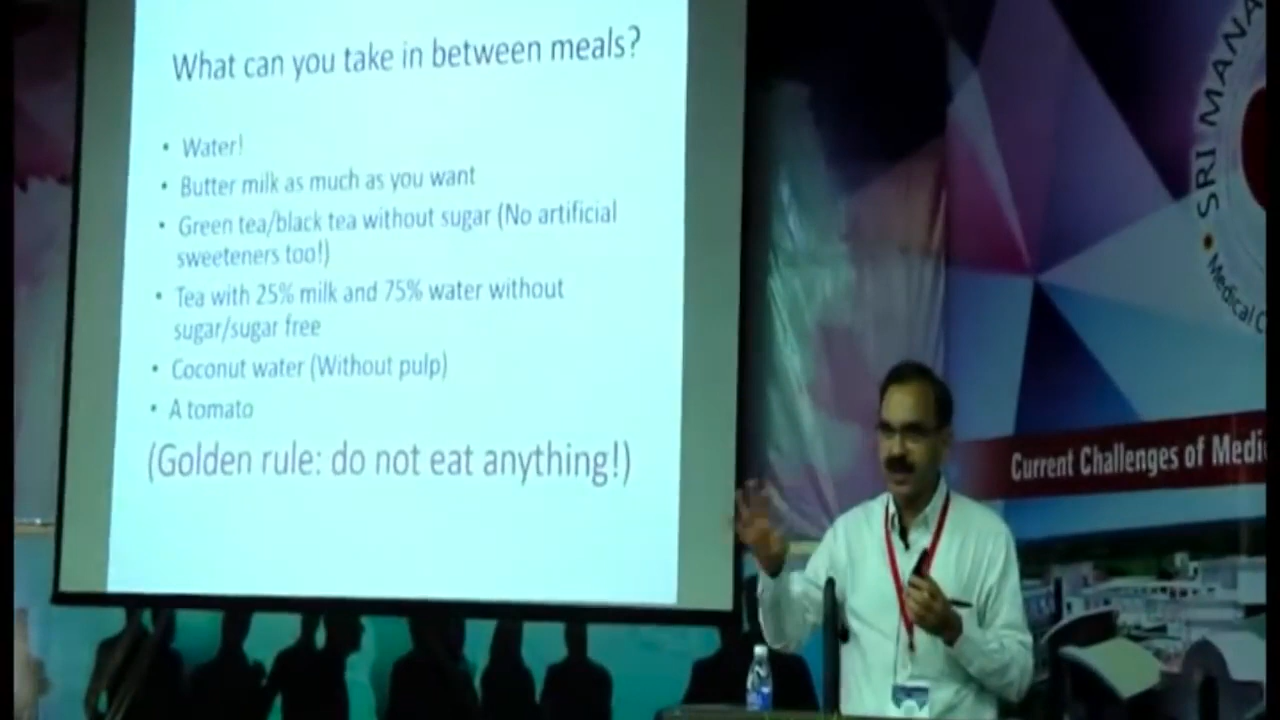 What can you take in between meals?
• Water!
• Butter milk as much as you want
• Green tea/black tea without sugar (No artificial
sweeteners too!)
• Tea with 25% milk and 75% water without
sugar/sugar free
• Coconut water (Without pulp)
• A tomato
(Golden rule: do not eat anything!)
SRI MANA
• Medical C
Current Challenges of Medi